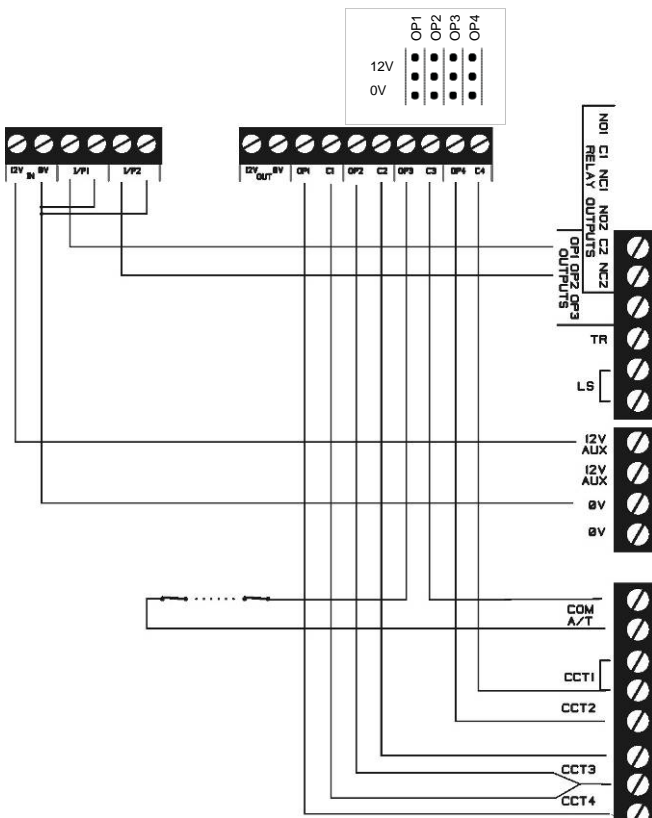 OP1 OP2 OP3 OP4
12V
0V
12V 0V I/P1 I/P2
IN
12V 0V OP1 C1 OP2 C2 OP3 C3 OP4 C4
OUT
NO1 C1 NC1 NO2 C2 NC2
RELAY OUTPUTS
OP1 OP2 OP3
OUTPUTS
TR
LS
12V
AUX
12V
AUX
0V
0V
COM
A/T
CCT1
CCT2
CCT3
CCT4